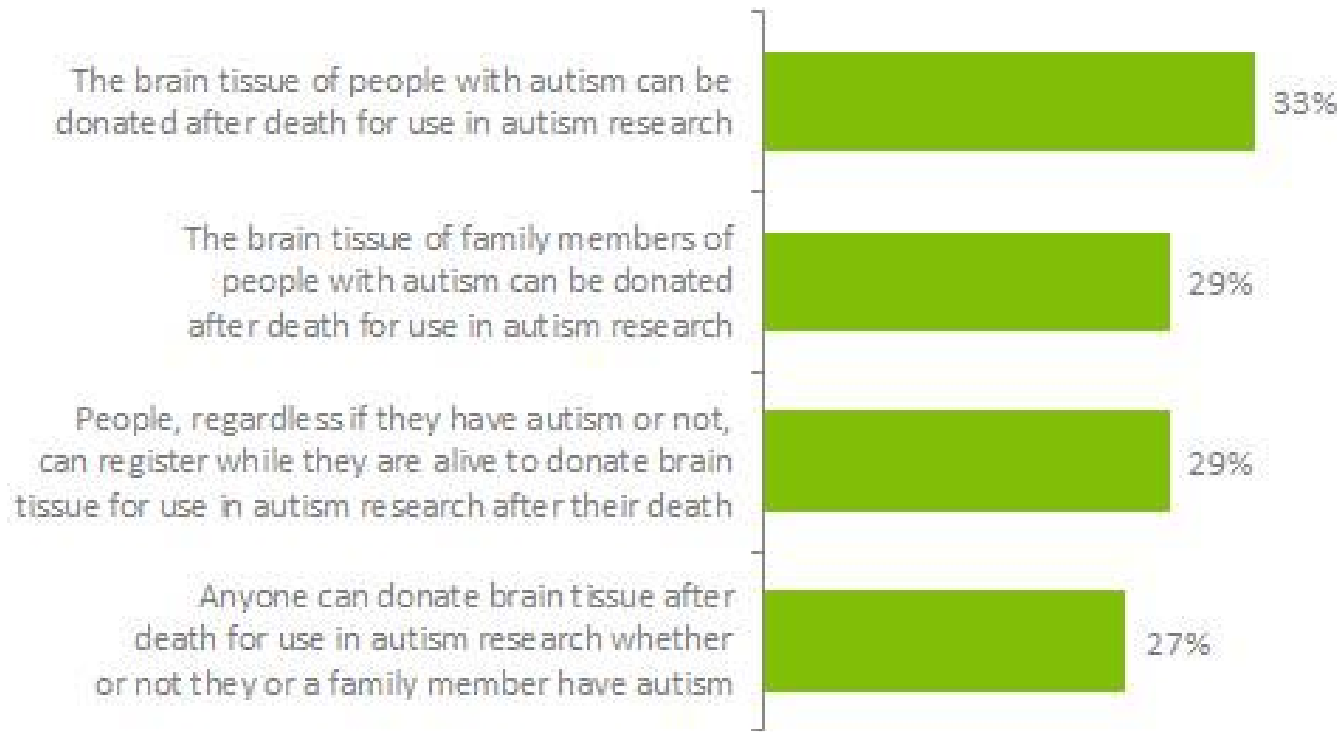 The brain tissue of people with autism can be
donated after death for use in autism research
33%
The brain tissue of family members of
people with autism can be donated
after death for use in autism research
29%
People, regardless if they have autism or not,
can register while they are alive to donate brain
tissue for use in autism research after their death
29%
Anyone can donate brain tissue after
death for use in autism research whether
or not they or a family member have autism
27%